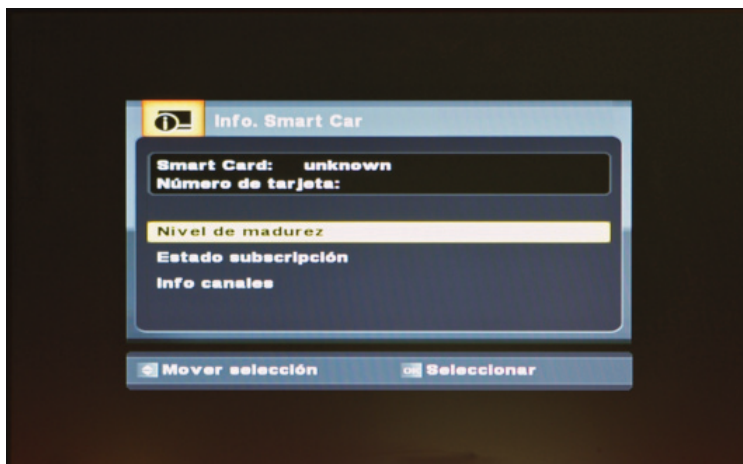 Info. Smart Car
Smart Card: unknown
Número de tarjeta:
Nivel de madurez
Estado subscripción
Info canales
Mover selección
OK Seleccionar